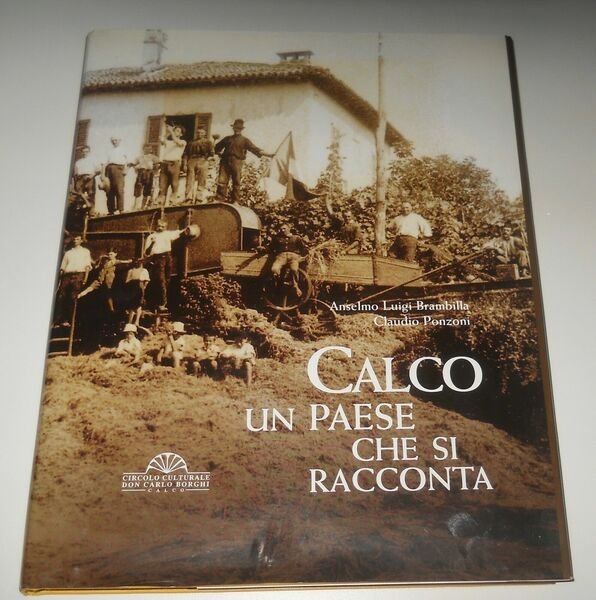 Anselmo Luigi Brambilla
Claudio Ponzoni
CALCO
UN PAESE
CHE SI
RACCONTA
CIRCOLO CULTURALE
DON CARLO BORGHI
CALCO